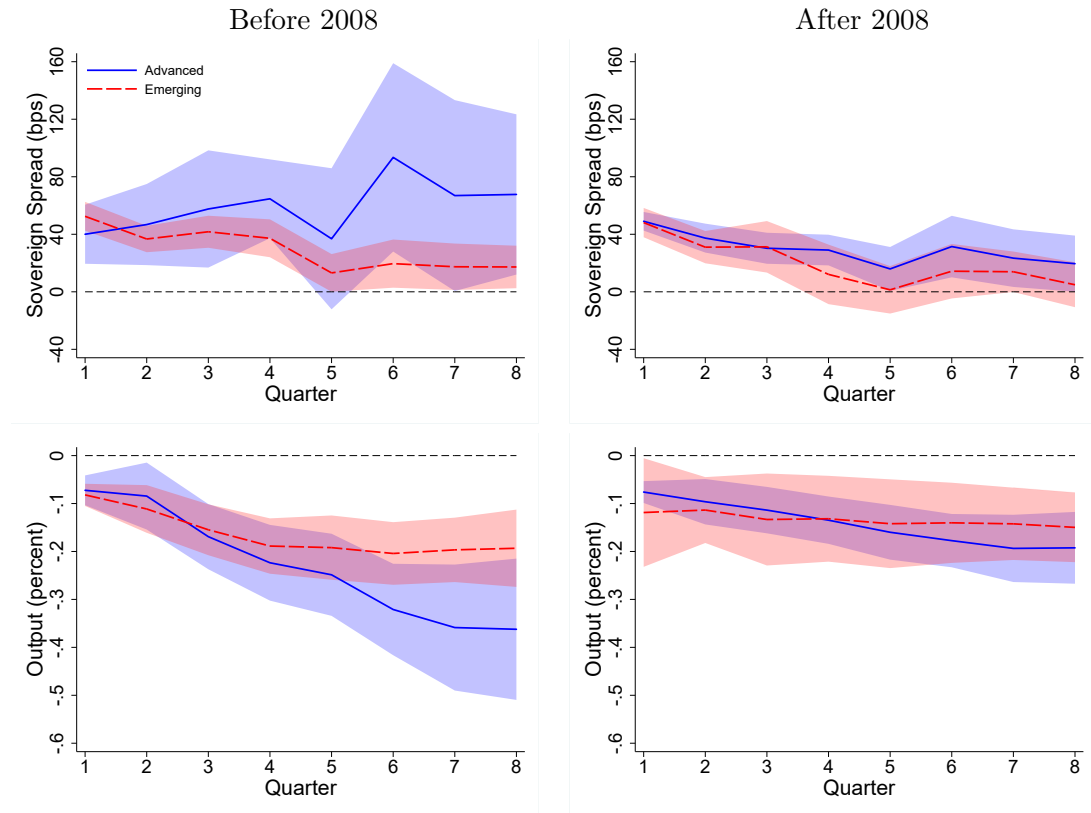 Before 2008
After 2008
Sovereign Spread (bps)
160
120
80
40
0
-40
Advanced
Emerging
1 2 3 4 5 6 7 8
Quarter
Sovereign Spread (bps)
160
120
80
40
0
-40
1 2 3 4 5 6 7 8
Quarter
Output (percent)
0
-.1
-.2
-.3
-.4
-.5
-.6
1 2 3 4 5 6 7 8
Quarter
Output (percent)
0
-.1
-.2
-.3
-.4
-.5
-.6
1 2 3 4 5 6 7 8
Quarter